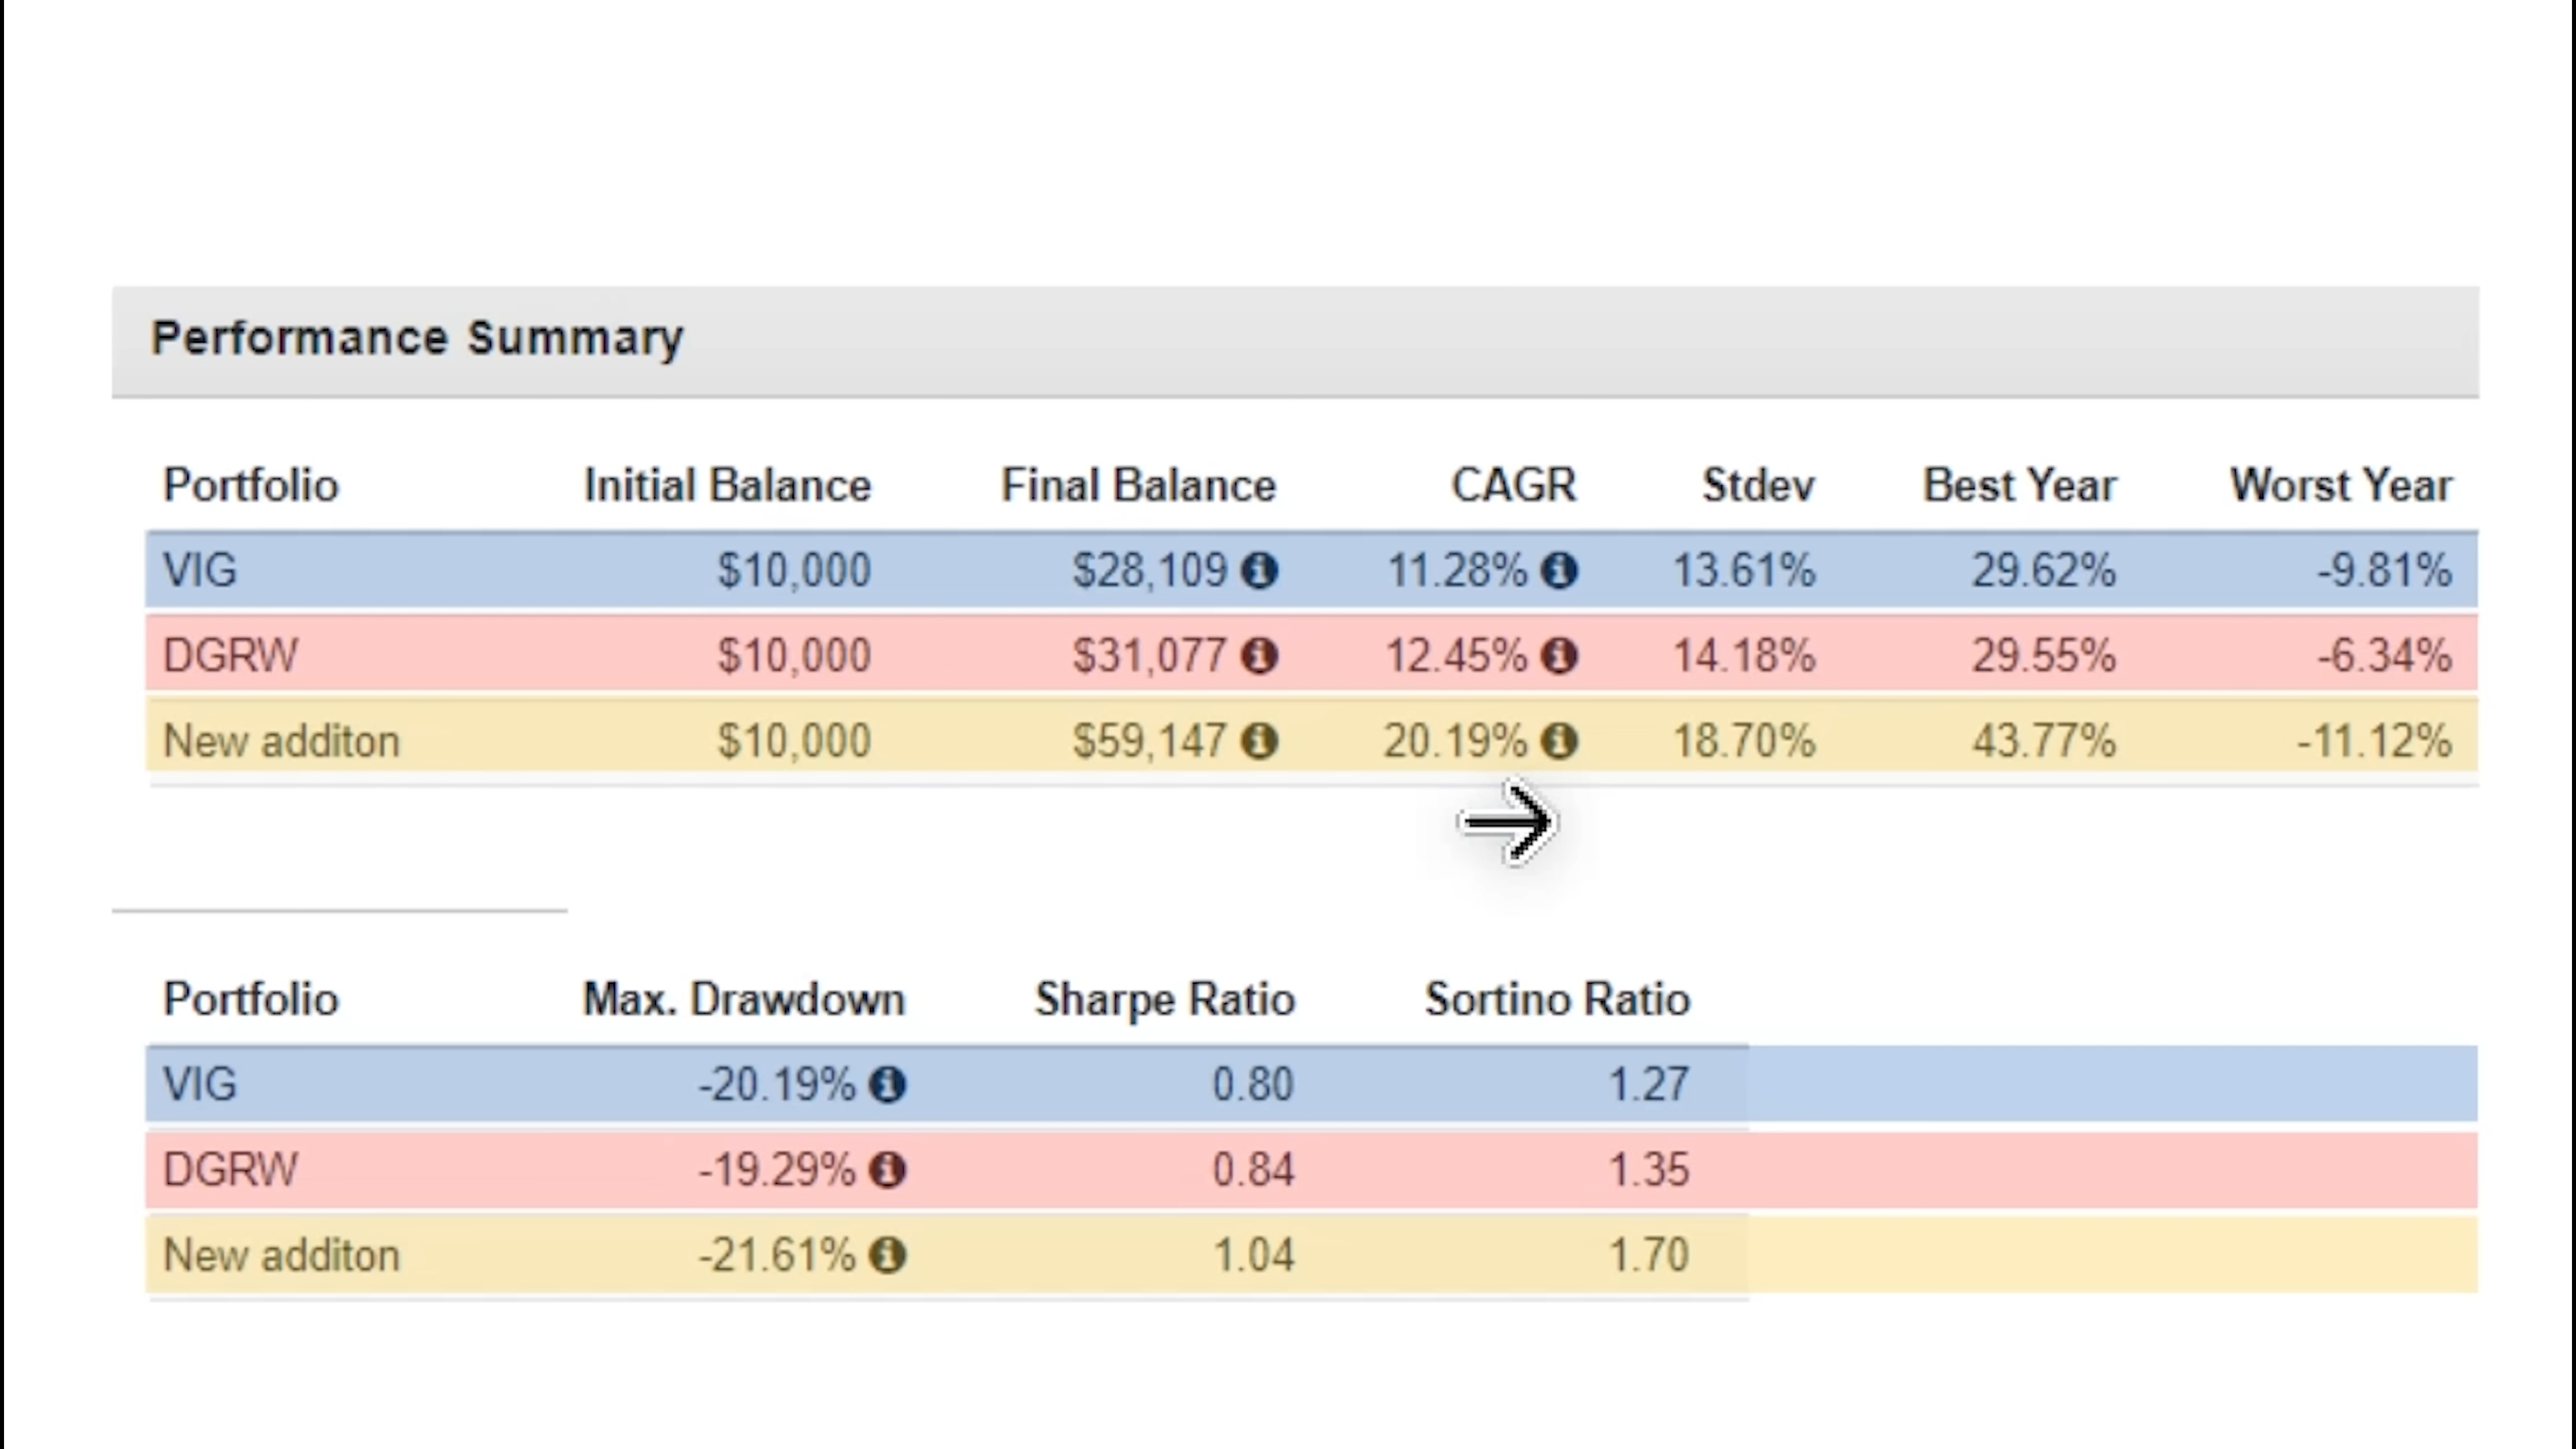 Performance Summary
Portfolio Initial Balance Final Balance CAGR Stdev Best Year Worst Year
VIG $10,000 $28,109 11.28% 13.61% 29.62% -9.81%
DGRW $10,000 $31,077 12.45% 14.18% 29.55% -6.34%
New additon $10,000 $59,147 20.19% 18.70% 43.77% -11.12%
Portfolio Max. Drawdown Sharpe Ratio Sortino Ratio
VIG -20.19% 0.80 1.27
DGRW -19.29% 0.84 1.35
New additon -21.61% 1.04 1.70